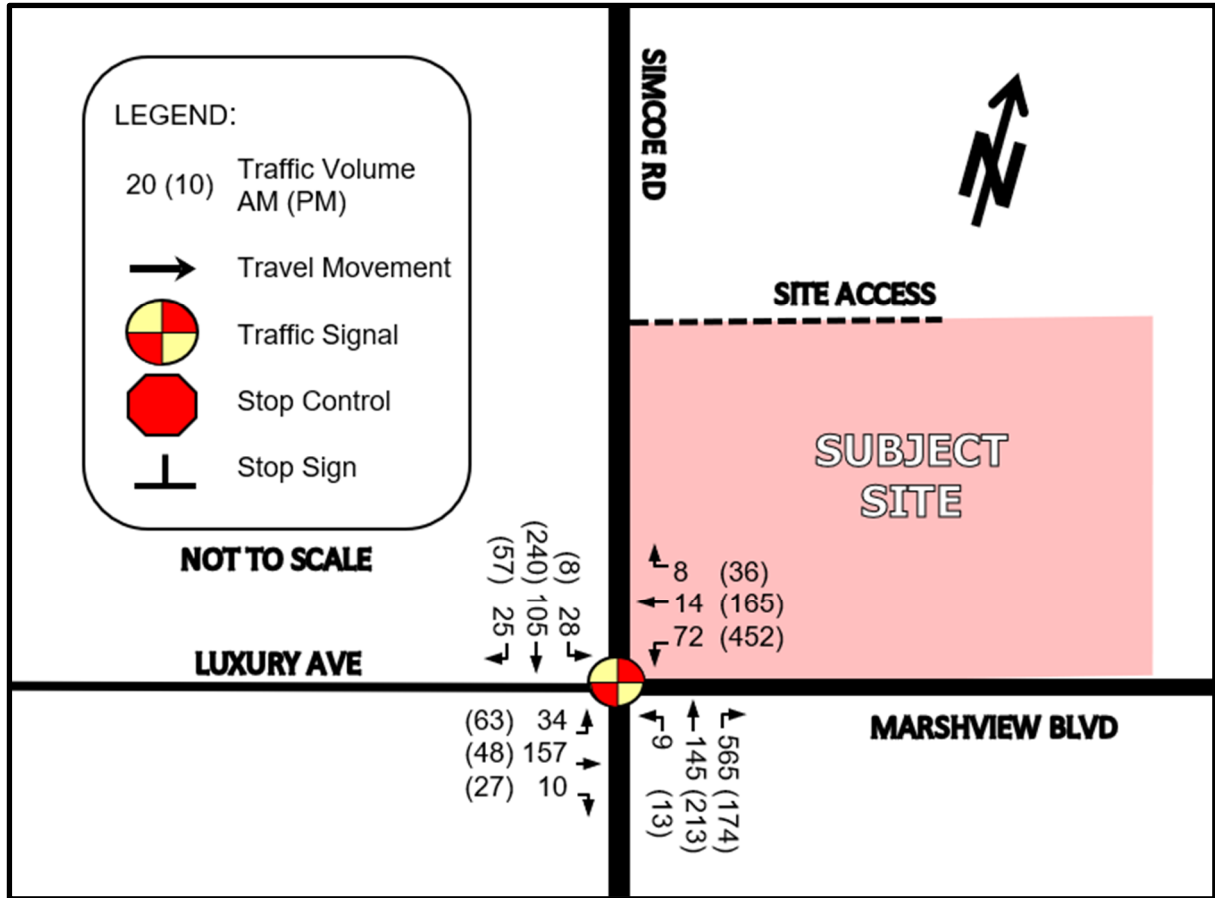 LEGEND:
20 (10)
Traffic Volume
AM (PM)
Travel Movement
Traffic Signal
Stop Control
Stop Sign
NOT TO SCALE
SIMCOE RD
N
SITE ACCESS
SUBJECT
SITE
(57) 25
(240) 105
(8) 28
8 (36)
14 (165)
72 (452)
LUXURY AVE
MARSHVIEW BLVD
(63) 34
(48) 157
(27) 10
9 (13)
145 (213)
565 (174)